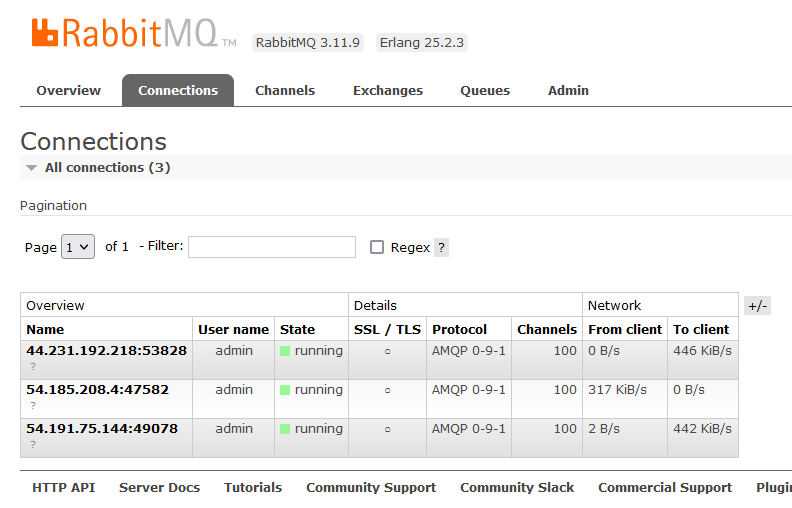 RabbitMQ TM RabbitMQ 3.11.9 Erlang 25.2.3
Overview Connections Channels Exchanges Queues Admin
Connections
All connections (3)
Pagination
Page 1 of 1 - Filter: Regex ?
Overview Details Network +/-
Name User name State SSL / TLS Protocol Channels From client To client
44.231.192.218:53828 admin running ○ AMQP 0-9-1 100 0 B/s 446 KiB/s
?
54.185.208.4:47582 admin running ○ AMQP 0-9-1 100 317 KiB/s 0 B/s
?
54.191.75.144:49078 admin running ○ AMQP 0-9-1 100 2 B/s 442 KiB/s
?
HTTP API Server Docs Tutorials Community Support Community Slack Commercial Support Plugi